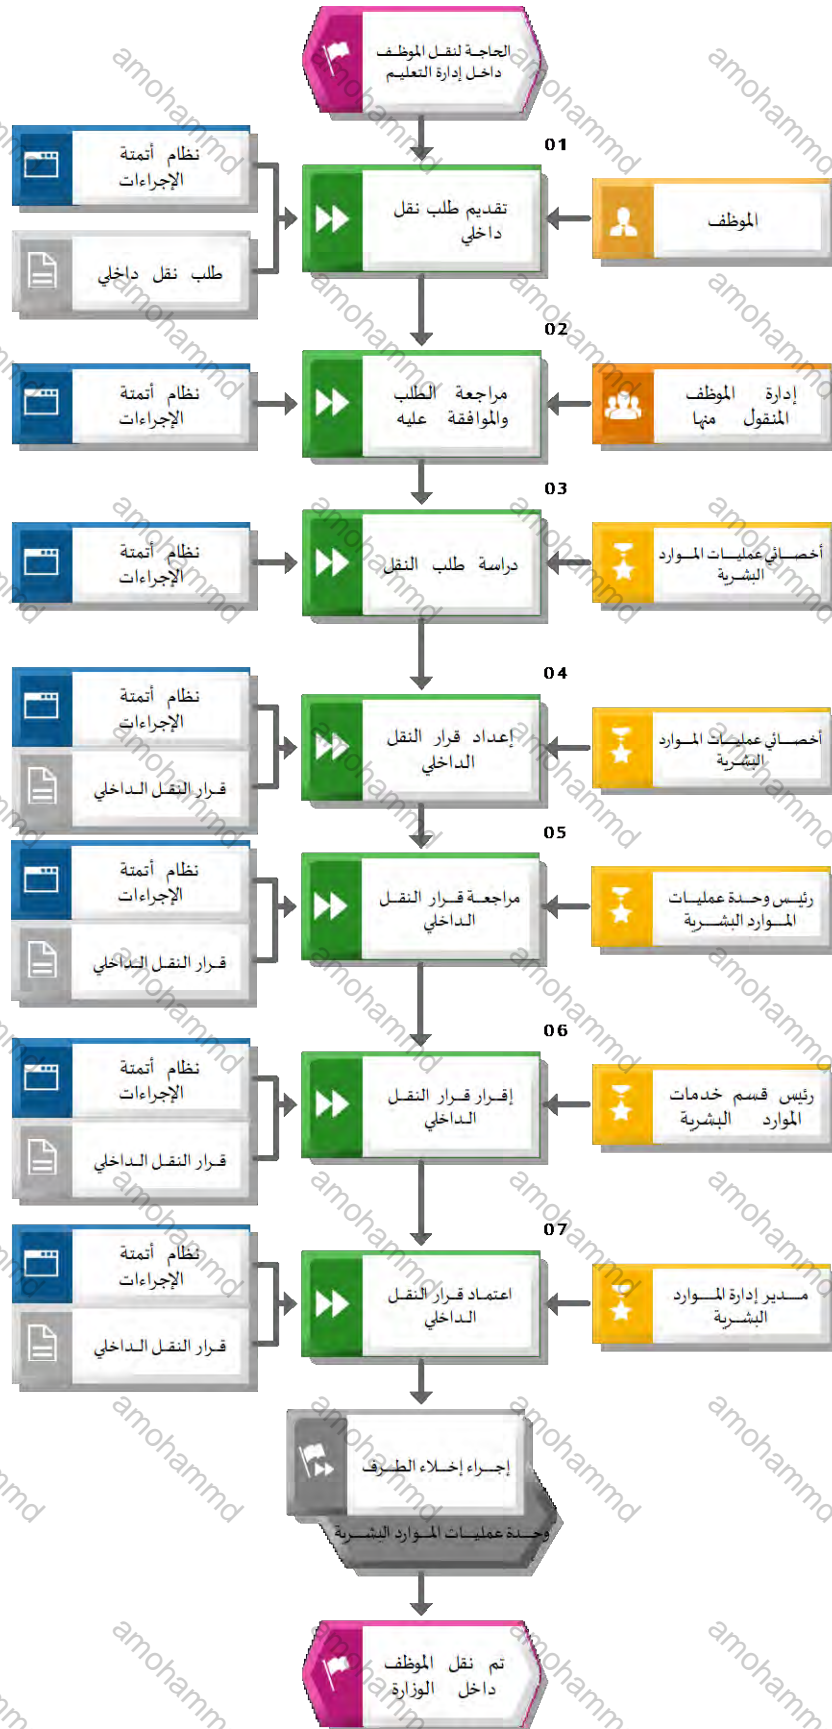 الحاجة لنقل الموظف
داخل إدارة التعليم
01
الموظف
تقديم طلب نقل
داخلي
نظام أتمتة
الإجراءات
طلب نقل داخلي
02
إدارة الموظف
المنقول منها
مراجعة الطلب
والموافقة عليه
نظام أتمتة
الإجراءات
03
أخصائي عمليات الموارد
البشرية
دراسة طلب النقل
نظام أتمتة
الإجراءات
04
أخصائي عمليات الموارد
البشرية
إعداد قرار النقل
الداخلي
نظام أتمتة
الإجراءات
قرار النقل الداخلي
05
رئيس وحدة عمليات
الموارد البشرية
مراجعة قرار النقل
الداخلي
نظام أتمتة
الإجراءات
قرار النقل الداخلي
06
رئيس قسم خدمات
الموارد البشرية
إقرار قرار النقل
الداخلي
نظام أتمتة
الإجراءات
قرار النقل الداخلي
07
مدير إدارة الموارد
البشرية
اعتماد قرار النقل
الداخلي
نظام أتمتة
الإجراءات
قرار النقل الداخلي
إجراء إخلاء الطرف
وحدة عمليات الموارد البشرية
تم نقل الموظف
داخل الوزارة
amohammd